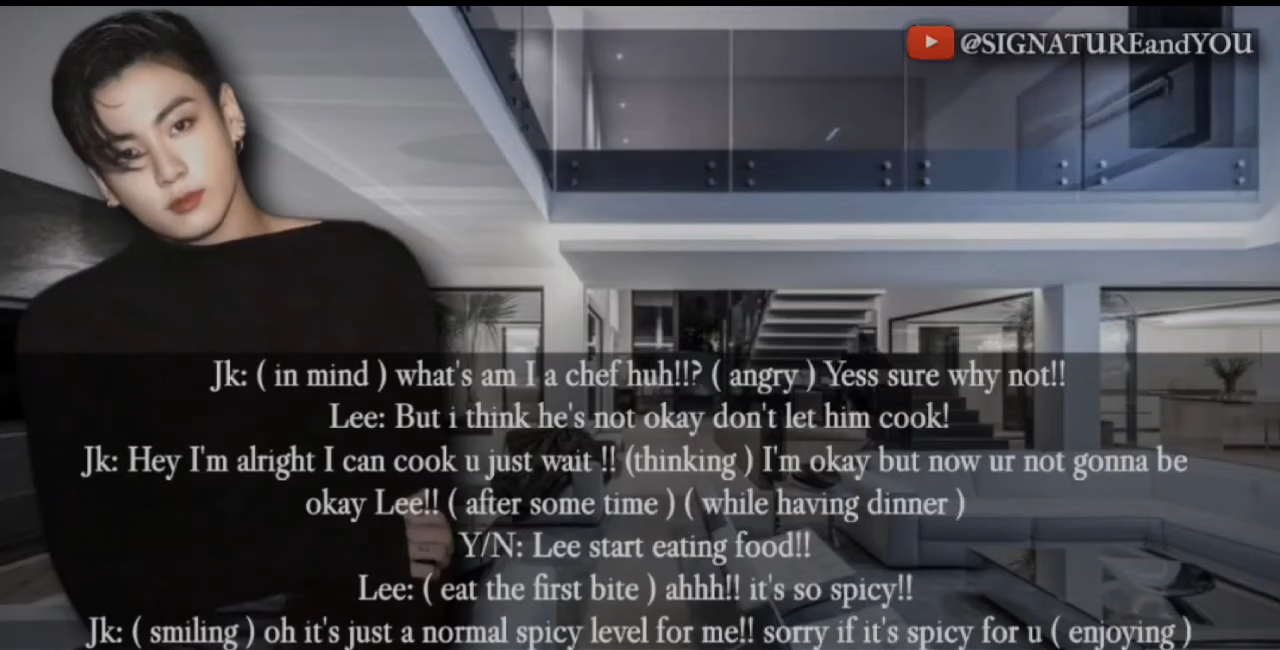 @SIGNATUREandYOU
Jk: ( in mind ) what's am I a chef huh!!? ( angry ) Yess sure why not!!
Lee: But i think he's not okay don't let him cook!
Jk: Hey I'm alright I can cook u just wait !! (thinking ) I'm okay but now ur not gonna be
okay Lee!! ( after some time ) ( while having dinner )
Y/N: Lee start eating food!!
Lee: ( eat the first bite ) ahhh!! it's so spicy!!
Jk: ( smiling ) oh it's just a normal spicy level for me!! sorry if it's spicy for u ( enjoying )